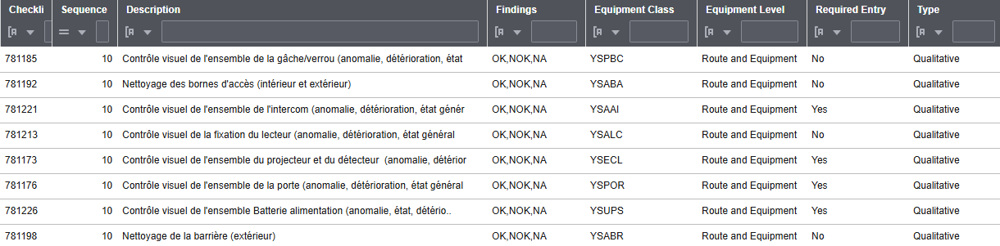 Checkli Sequence Description Findings Equipment Class Equipment Level Required Entry Type
781185 10 Contrôle visuel de l'ensemble de la gâche/verrou (anomalie, détérioration, état OK,NOK,NA YSPBC Route and Equipment No Qualitative
781192 10 Nettoyage des bornes d'accès (intérieur et extérieur) OK,NOK,NA YSABA Route and Equipment No Qualitative
781221 10 Contrôle visuel de l'ensemble de l'intercom (anomalie, détérioration, état génér OK,NOK,NA YSAAI Route and Equipment Yes Qualitative
781213 10 Contrôle visuel de la fixation du lecteur (anomalie, détérioration, état général OK,NOK,NA YSALC Route and Equipment No Qualitative
781173 10 Contrôle visuel de l'ensemble du projecteur et du détecteur (anomalie, détérior OK,NOK,NA YSECL Route and Equipment Yes Qualitative
781176 10 Contrôle visuel de l'ensemble de la porte (anomalie, détérioration, état général OK,NOK,NA YSPOR Route and Equipment Yes Qualitative
781226 10 Contrôle visuel de l'ensemble Batterie alimentation (anomalie, état, détério.. OK,NOK,NA YSUPS Route and Equipment Yes Qualitative
781198 10 Nettoyage de la barrière (extérieur) OK,NOK,NA YSABR Route and Equipment No Qualitative